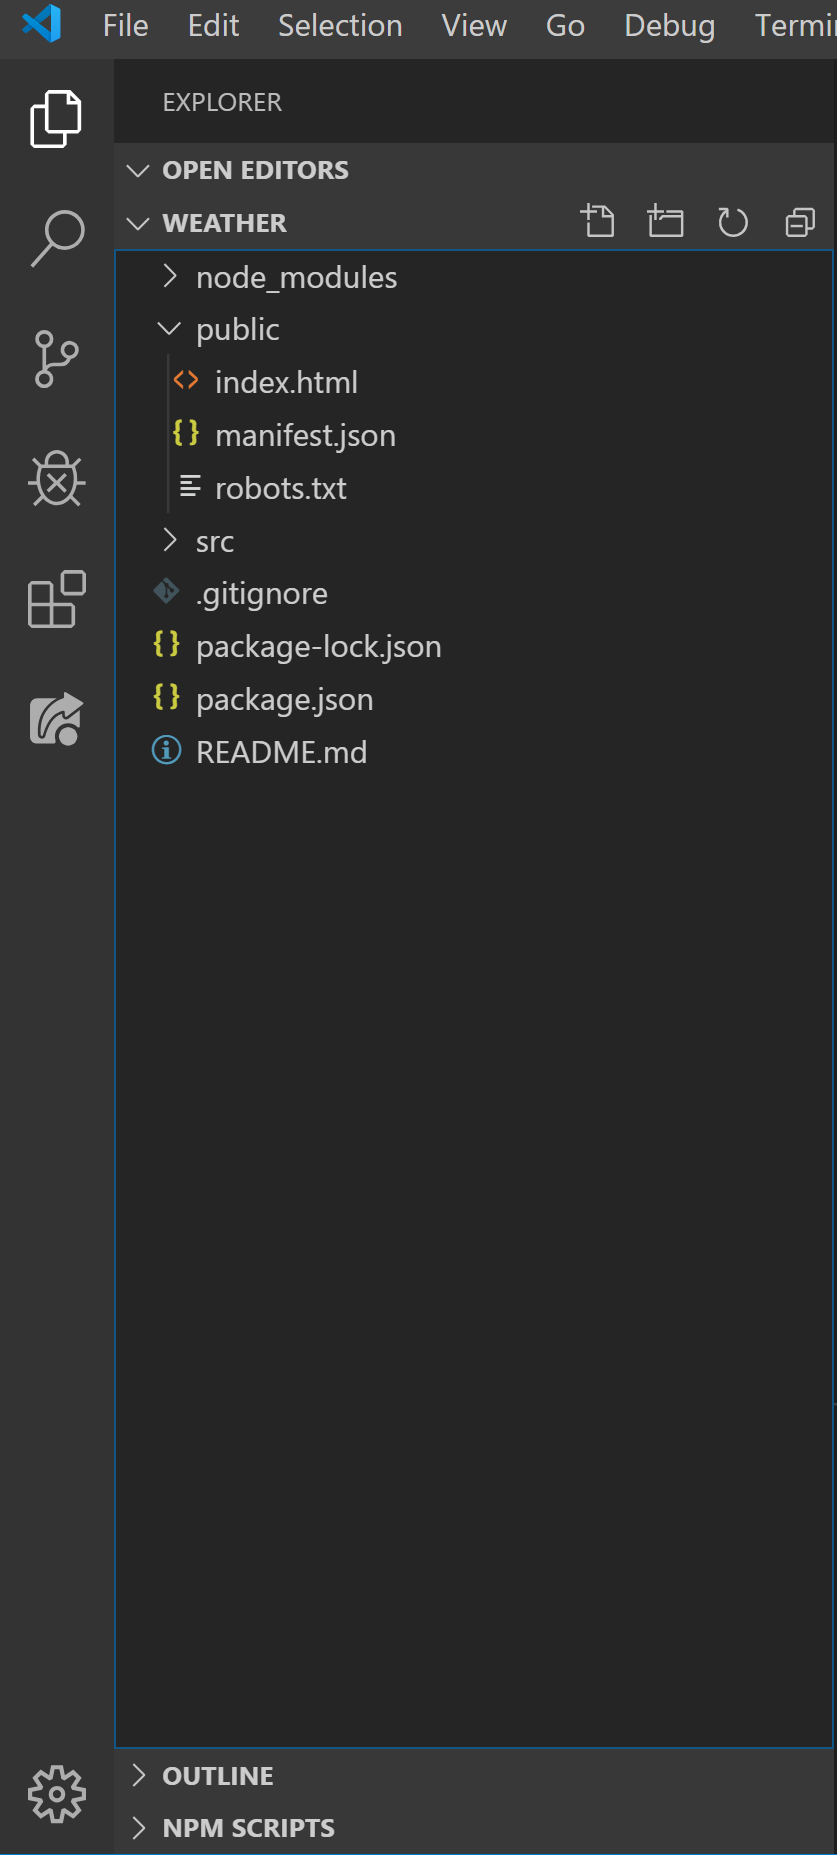 File Edit Selection View Go Debug
EXPLORER
OPEN EDITORS
WEATHER
node_modules
public
index.html
manifest.json
robots.txt
src
.gitignore
package-lock.json
package.json
README.md
OUTLINE
NPM SCRIPTS